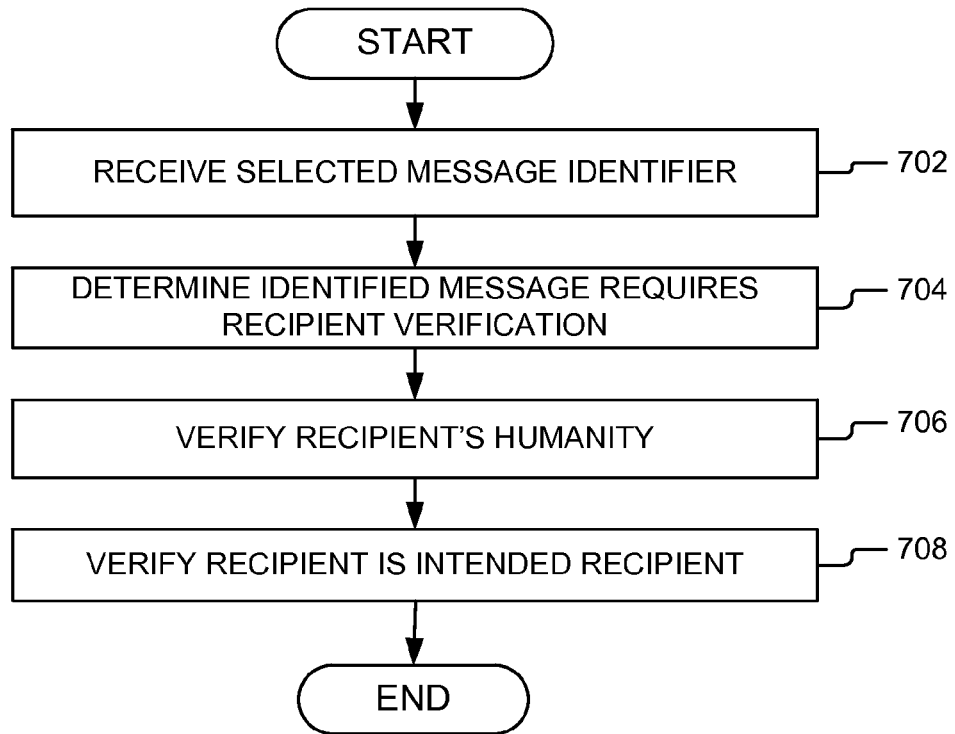 START
RECEIVE SELECTED MESSAGE IDENTIFIER
702
DETERMINE IDENTIFIED MESSAGE REQUIRES
RECIPIENT VERIFICATION
704
VERIFY RECIPIENT'S HUMANITY
706
VERIFY RECIPIENT IS INTENDED RECIPIENT
708
END